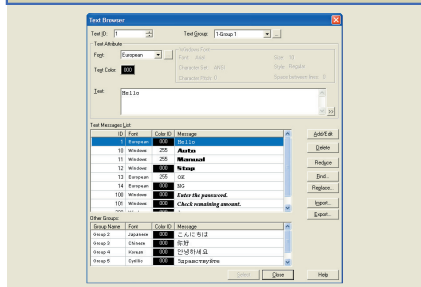 Text Browser
Text ID: 1 Text Group: 1-Group 1 ...
Text Attribute
Font European ...
Text Color: 000
Windows Font
Font: Arial Size: 10
Character Set: ANSI Style: Regular
Character Pitch: 0 Space between lines: 0
Text:
Hello
>>
Text Messages List
ID Font Color ID Message
1 European 000 Hello
10 Windows 255 Auto
11 Windows 255 Manual
12 Windows 000 Stop
13 European 255 OK
14 European 000 NG
100 Windows 000 Enter the password.
101 Windows 000 Check remaining amount.
Add/Edit
Delete
Reduce
Find...
Replace...
Import...
Export...
Other Groups:
Group Name Font Color ID Message
Group 2 Japanese 000 こんにちは
Group 3 Chinese 000 你好
Group 4 Korean 000 안녕하세요
Group 5 Cyrillic 000 Здравствуйте
Select Close Help